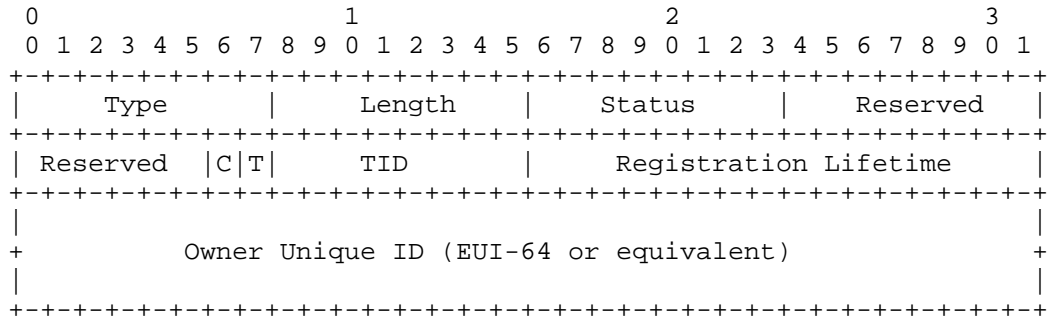 0                   1                   2                   3
 0 1 2 3 4 5 6 7 8 9 0 1 2 3 4 5 6 7 8 9 0 1 2 3 4 5 6 7 8 9 0 1
+-+-+-+-+-+-+-+-+-+-+-+-+-+-+-+-+-+-+-+-+-+-+-+-+-+-+-+-+-+-+-+-+
|     Type      |     Length    |    Status     |    Reserved   |
+-+-+-+-+-+-+-+-+-+-+-+-+-+-+-+-+-+-+-+-+-+-+-+-+-+-+-+-+-+-+-+-+
| Reserved  |C|T|     TID       |     Registration Lifetime     |
+-+-+-+-+-+-+-+-+-+-+-+-+-+-+-+-+-+-+-+-+-+-+-+-+-+-+-+-+-+-+-+-+
|                                                               |
+          Owner Unique ID (EUI-64 or equivalent)               +
|                                                               |
+-+-+-+-+-+-+-+-+-+-+-+-+-+-+-+-+-+-+-+-+-+-+-+-+-+-+-+-+-+-+-+-+